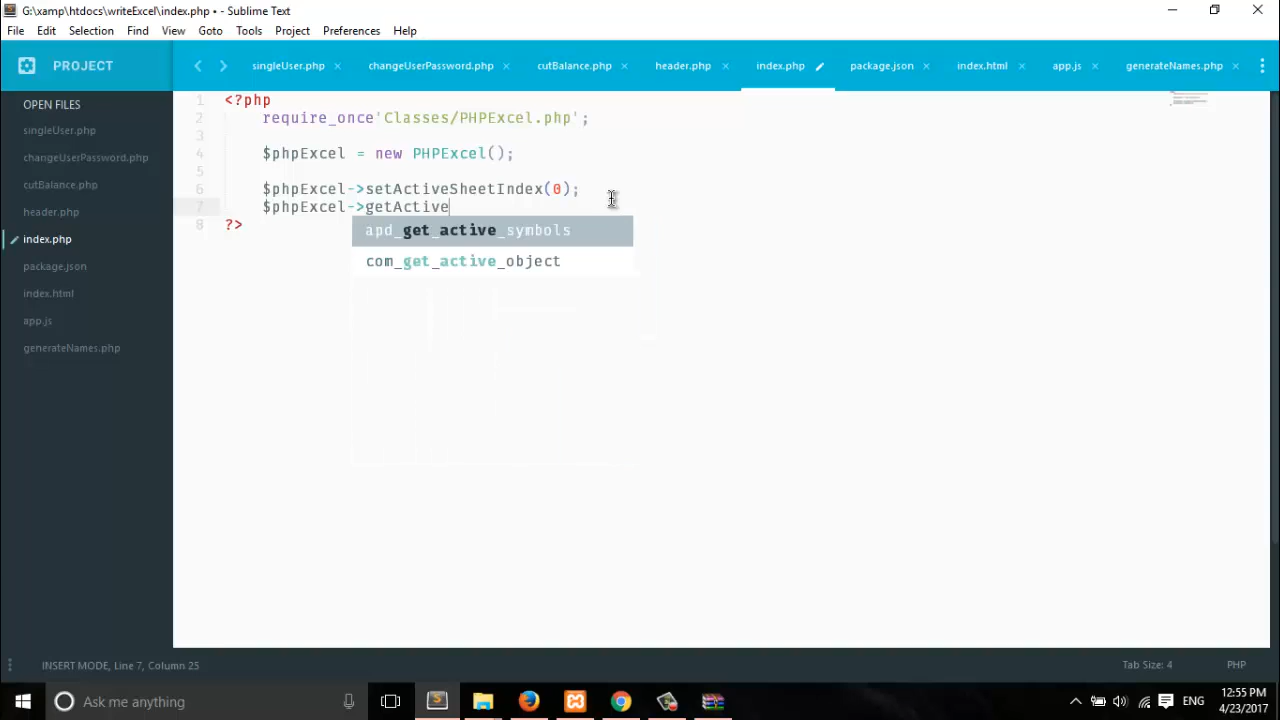 G:\xamp\htdocs\writeExcel\index.php • - Sublime Text
File Edit Selection Find View Goto Tools Project Preferences Help
PROJECT
singleUser.php changeUserPassword.php cutBalance.php header.php index.php package.json index.html app.js generateNames.php
OPEN FILES
singleUser.php
changeUserPassword.php
cutBalance.php
header.php
index.php
package.json
index.html
app.js
generateNames.php
1 <?php
2 require_once'Classes/PHPExcel.php';
3
4 $phpExcel = new PHPExcel();
5
6 $phpExcel->setActiveSheetIndex(0);
7 $phpExcel->getActive
8 ?>
apd_get_active_symbols
com_get_active_object
INSERT MODE, Line 7, Column 25
Tab Size: 4 PHP
Ask me anything
ENG
12:55 PM
4/23/2017